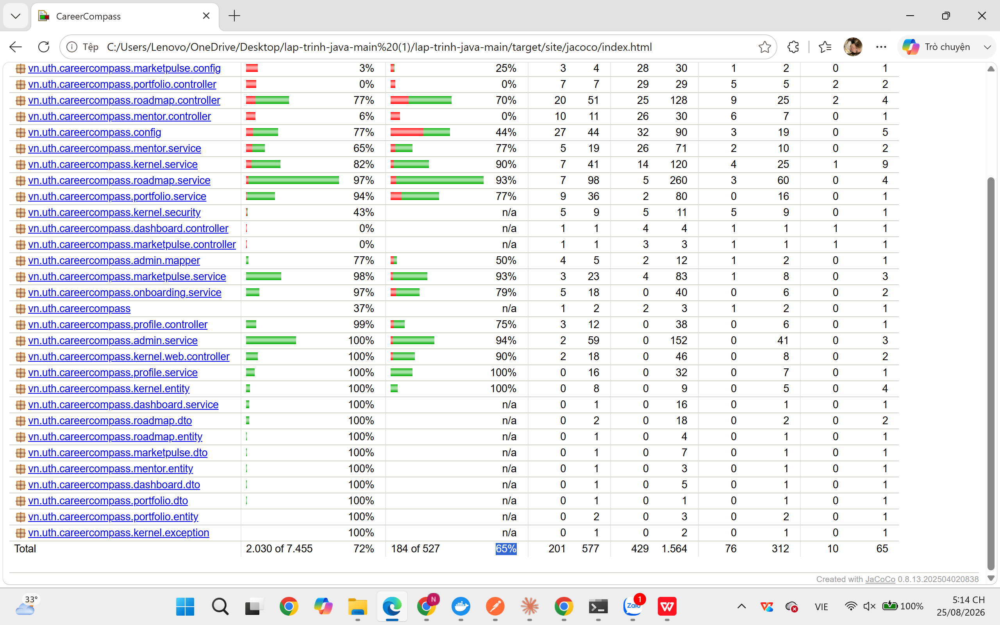 CareerCompass
Tệp C:/Users/Lenovo/OneDrive/Desktop/lap-trinh-java-main%20(1)/lap-trinh-java-main/target/site/jacoco/index.html Trò chuyện
vn.uth.careercompass.marketpulse.config 3% 25% 3 4 28 30 1 2 0 1
vn.uth.careercompass.portfolio.controller 0% 0% 7 7 29 29 5 5 2 2
vn.uth.careercompass.roadmap.controller 77% 70% 20 51 25 128 9 25 2 4
vn.uth.careercompass.mentor.controller 6% 0% 10 11 26 30 6 7 0 1
vn.uth.careercompass.config 77% 44% 27 44 32 90 3 19 0 5
vn.uth.careercompass.mentor.service 65% 77% 5 19 26 71 2 10 0 2
vn.uth.careercompass.kernel.service 82% 90% 7 41 14 120 4 25 1 9
vn.uth.careercompass.roadmap.service 97% 93% 7 98 5 260 3 60 0 4
vn.uth.careercompass.portfolio.service 94% 77% 9 36 2 80 0 16 0 1
vn.uth.careercompass.kernel.security 43% n/a 5 9 5 11 5 9 0 1
vn.uth.careercompass.dashboard.controller 0% n/a 1 1 4 4 1 1 1 1
vn.uth.careercompass.marketpulse.controller 0% n/a 1 1 3 3 1 1 1 1
vn.uth.careercompass.admin.mapper 77% 50% 4 5 2 12 1 2 0 1
vn.uth.careercompass.marketpulse.service 98% 93% 3 23 4 83 1 8 0 3
vn.uth.careercompass.onboarding.service 97% 79% 5 18 0 40 0 6 0 2
vn.uth.careercompass 37% n/a 1 2 2 3 1 2 0 1
vn.uth.careercompass.profile.controller 99% 75% 3 12 0 38 0 6 0 1
vn.uth.careercompass.admin.service 100% 94% 2 59 0 152 0 41 0 3
vn.uth.careercompass.kernel.web.controller 100% 90% 2 18 0 46 0 8 0 2
vn.uth.careercompass.profile.service 100% 100% 0 16 0 32 0 7 0 1
vn.uth.careercompass.kernel.entity 100% 100% 0 8 0 9 0 5 0 4
vn.uth.careercompass.dashboard.service 100% n/a 0 1 0 16 0 1 0 1
vn.uth.careercompass.roadmap.dto 100% n/a 0 2 0 18 0 2 0 2
vn.uth.careercompass.roadmap.entity 100% n/a 0 1 0 4 0 1 0 1
vn.uth.careercompass.marketpulse.dto 100% n/a 0 1 0 7 0 1 0 1
vn.uth.careercompass.mentor.entity 100% n/a 0 1 0 3 0 1 0 1
vn.uth.careercompass.dashboard.dto 100% n/a 0 1 0 5 0 1 0 1
vn.uth.careercompass.portfolio.dto 100% n/a 0 1 0 1 0 1 0 1
vn.uth.careercompass.portfolio.entity 100% n/a 0 2 0 3 0 2 0 1
vn.uth.careercompass.kernel.exception 100% n/a 0 1 0 2 0 1 0 1
Total 2.030 of 7.455 72% 184 of 527 65% 201 577 429 1.564 76 312 10 65
Created with JaCoCo 0.8.13.202504020838
33° N Zalo 1 VIE 100% 5:14 CH
25/08/2026